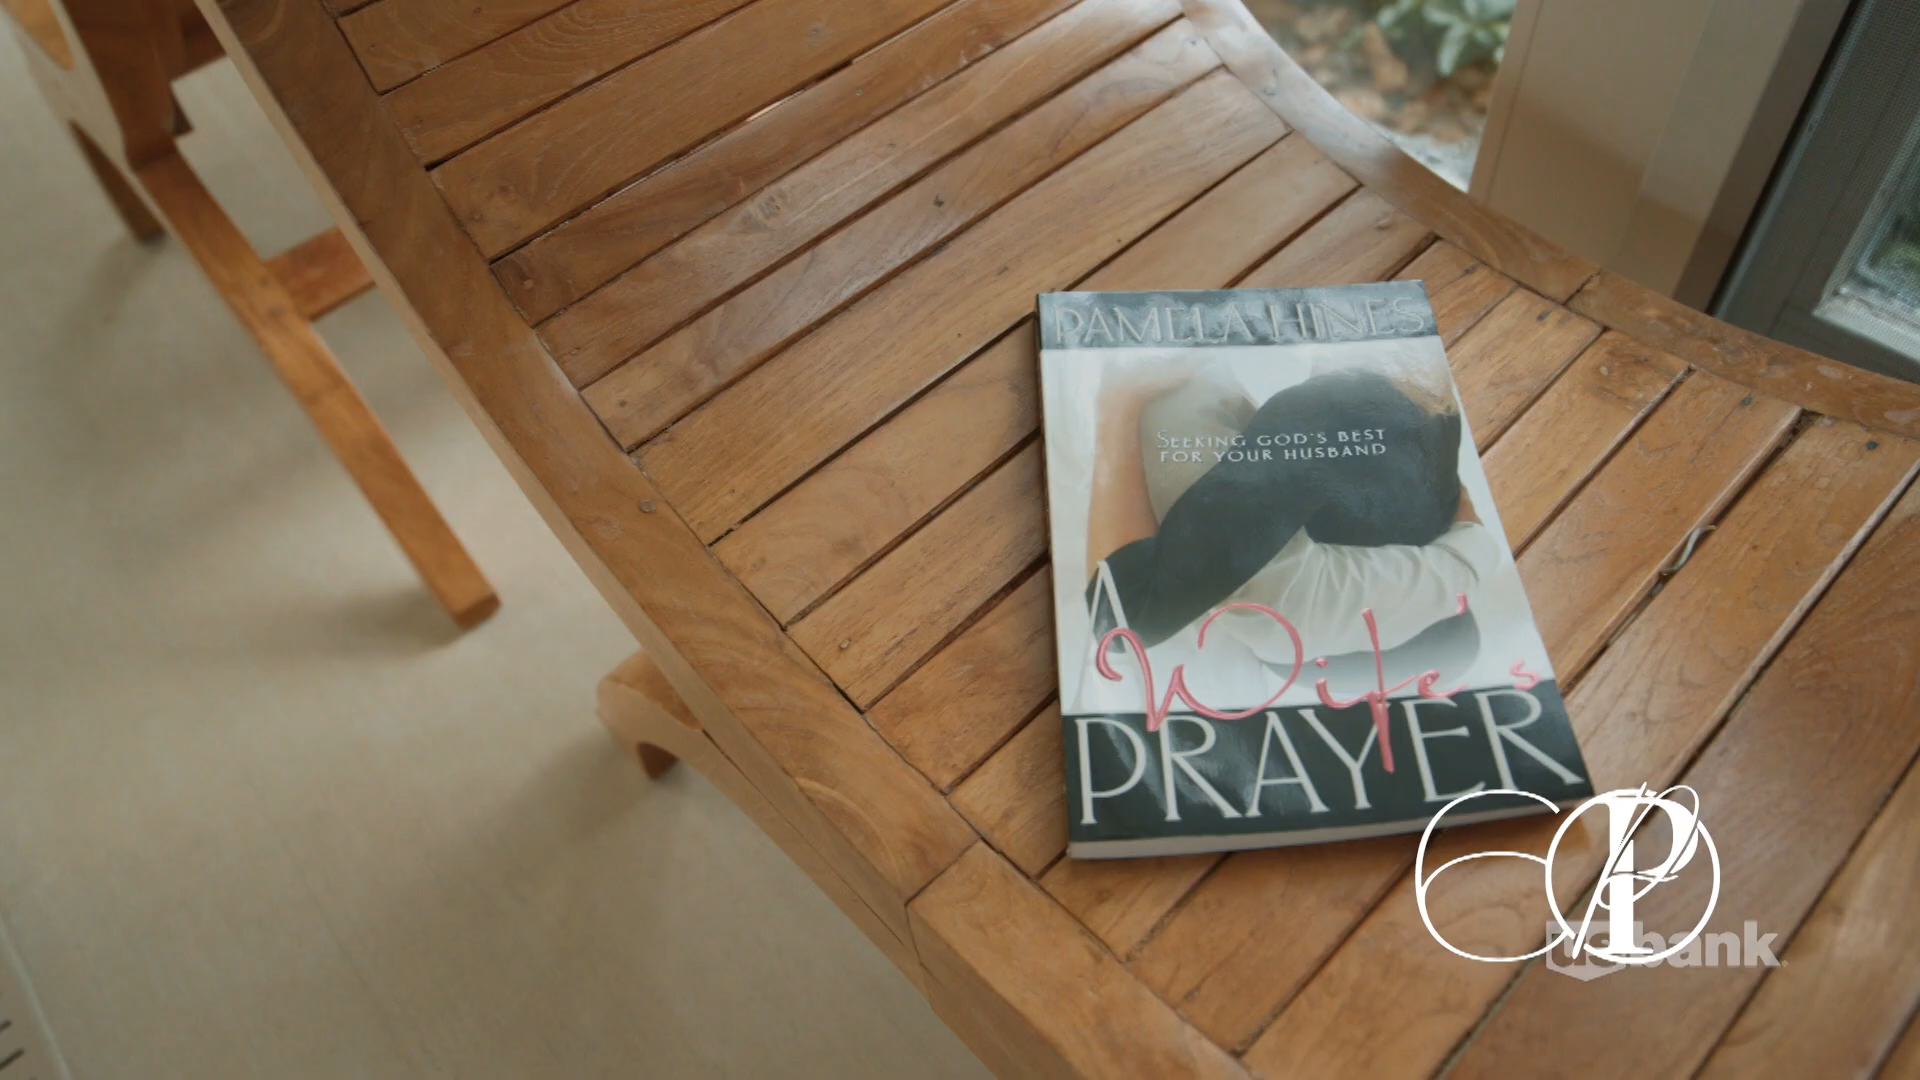 PAMELA HINES
SEEKING GOD'S BEST
FOR YOUR HUSBAND
A
Wife's
PRAYER
P
usbank